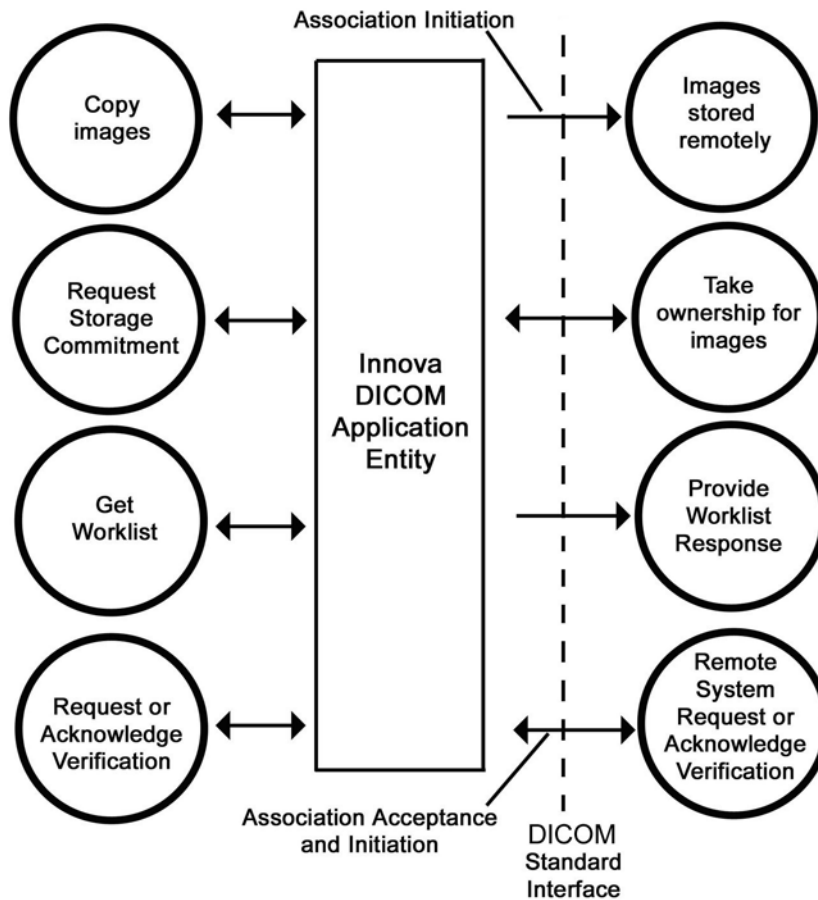 Association Initiation
Copy
images
Images
stored
remotely
Request
Storage
Commitment
Take
ownership for
images
Innova
DICOM
Application
Entity
Get
Worklist
Provide
Worklist
Response
Request or
Acknowledge
Verification
Remote
System
Request or
Acknowledge
Verification
Association Acceptance
and Initiation
DICOM
Standard
Interface